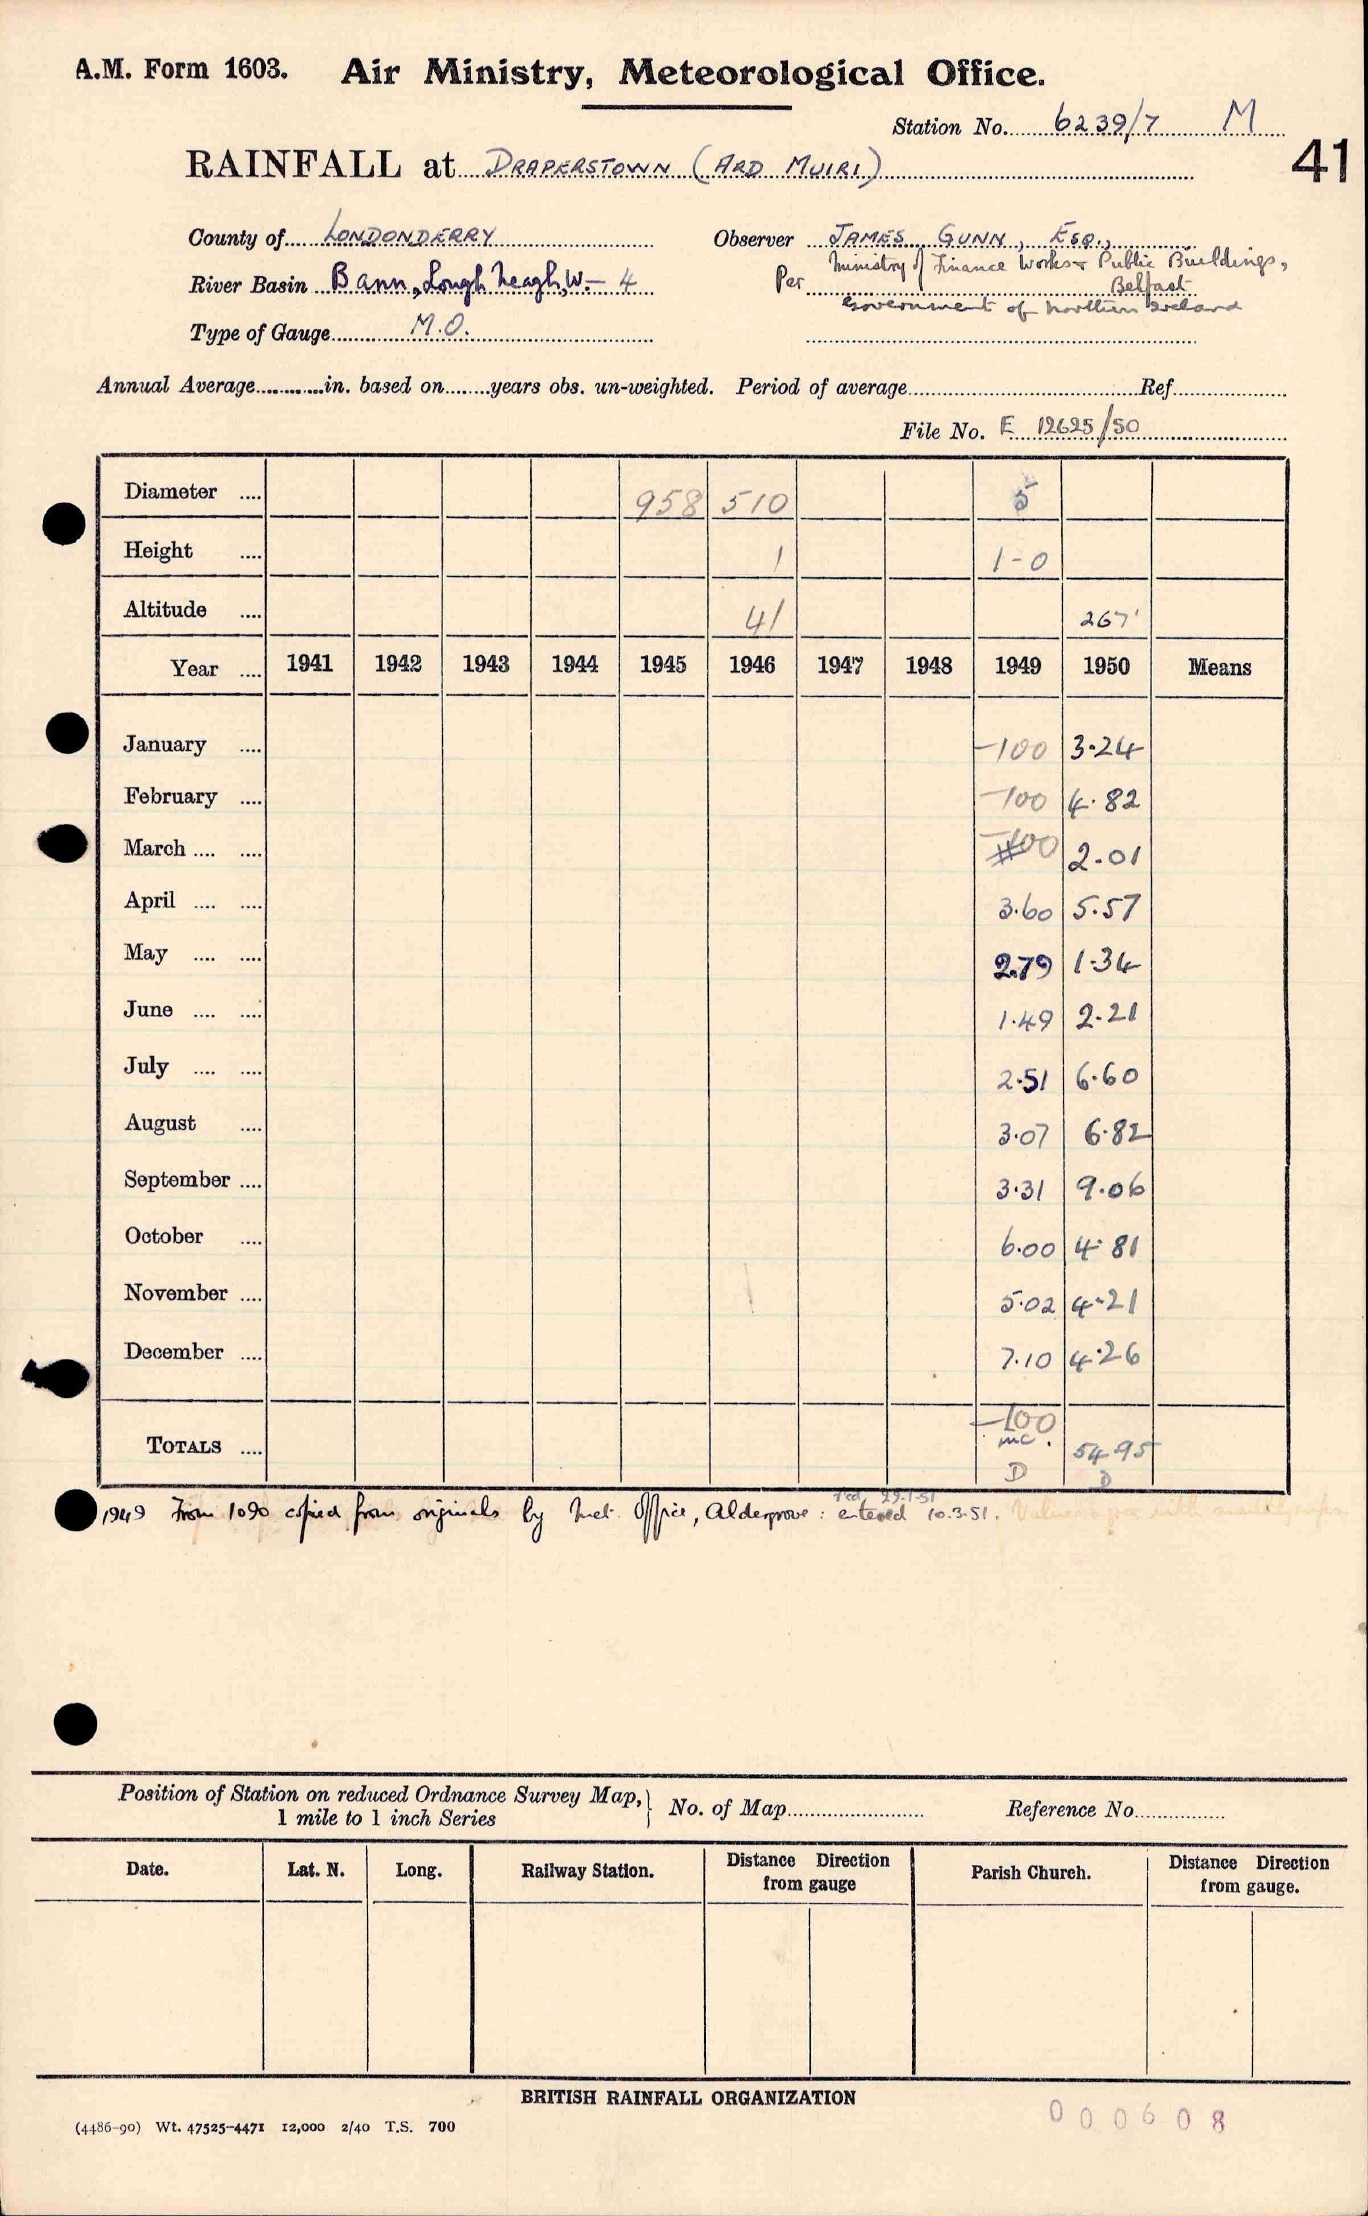 A.M. Form 1603. Air Ministry, Meteorological Office.
Station No. 6239/7 M
41
RAINFALL at DRAPERSTOWN (ARD MUIRI)
County of LONDONDERRY Observer JAMES GUNN, ESQ.,
River Basin Bann, Lough Neagh, W.- 4 Per Ministry of Finance Works & Public Buildings,
Belfast
Government of Northern Ireland
Type of Gauge M.O.
Annual Average in. based on years obs. un-weighted. Period of average Ref
File No. E 12625/50
Diameter .... 958 510 5
Height .... 1 1-0
Altitude .... 41 267'
Year .... 1941 1942 1943 1944 1945 1946 1947 1948 1949 1950 Means
January .... -100 3.24
February .... -100 4.82
March .... .... -100 2.01
April .... .... 3.60 5.57
May .... .... 2.79 1.34
June .... .... 1.49 2.21
July .... .... 2.51 6.60
August .... 3.07 6.82
September .... 3.31 9.06
October .... 6.00 4.81
November .... 5.02 4.21
December .... 7.10 4.26
TOTALS .... -100 inc. D 54.95 D
1949 From 1090 copied from originals by Met. Office, Aldergrove: entered 10.3.51.
Position of Station on reduced Ordnance Survey Map, 1 mile to 1 inch Series No. of Map Reference No.
Date. Lat. N. Long. Railway Station. Distance Direction from gauge Parish Church. Distance Direction from gauge.
BRITISH RAINFALL ORGANIZATION
(4486-90) Wt. 47525-4471 12,000 2/40 T.S. 700
000608